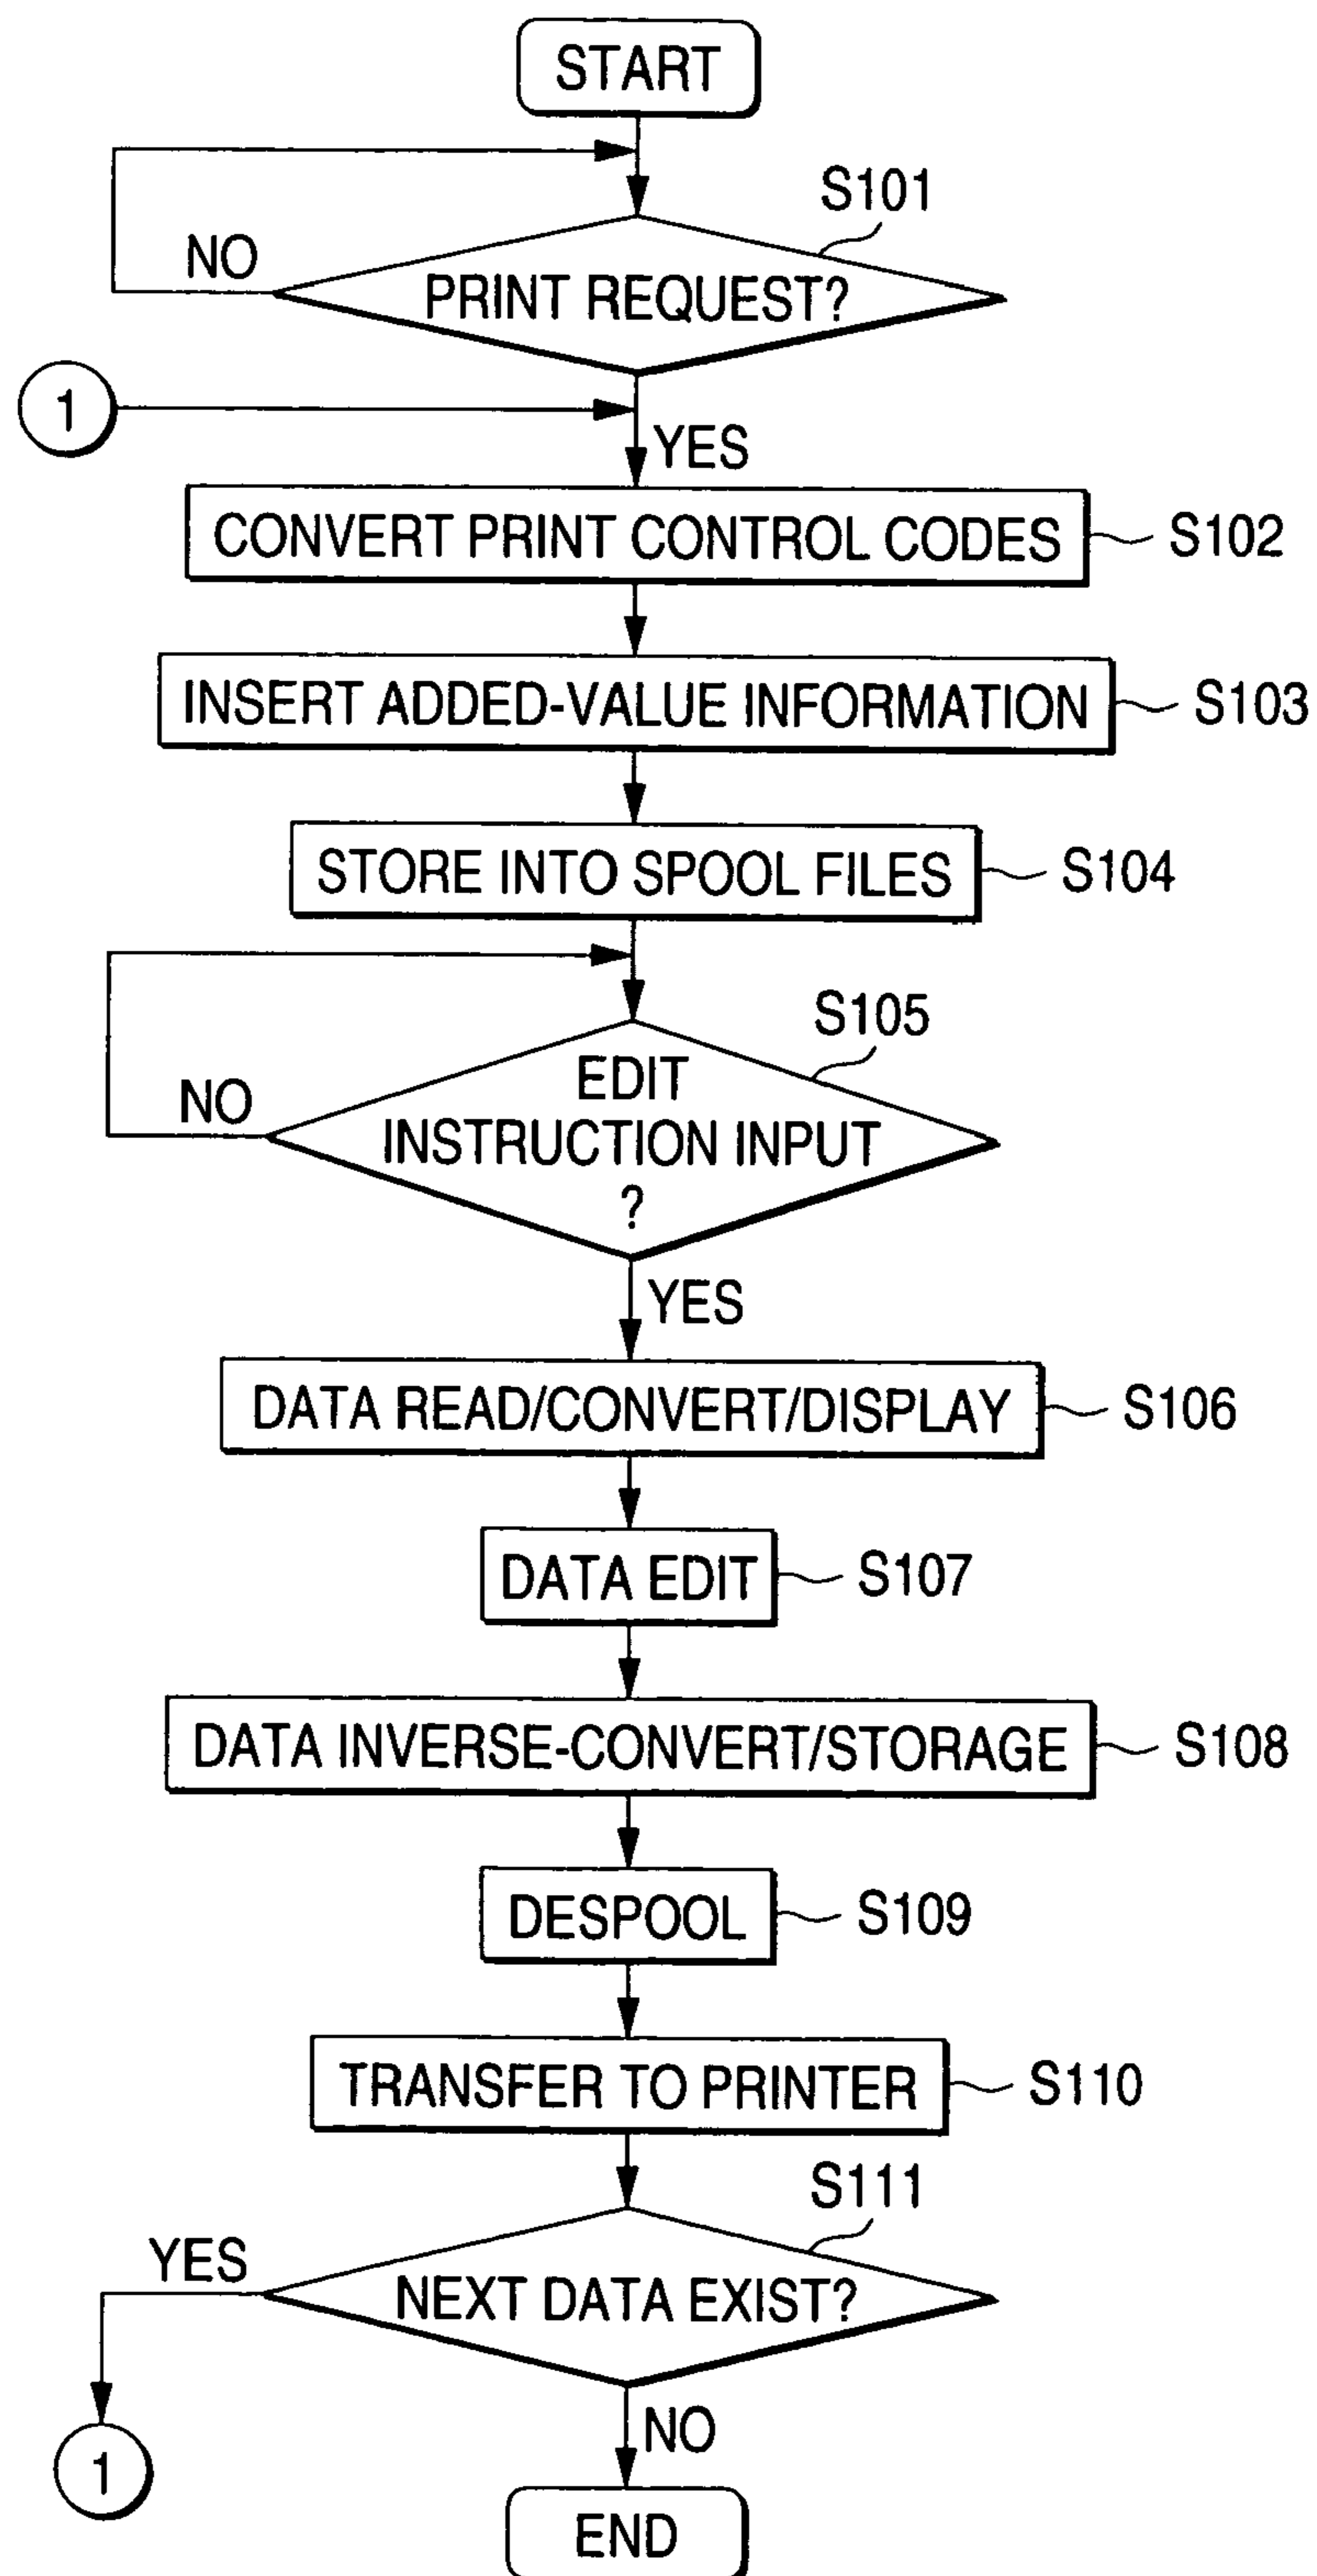 START
S101
NO
PRINT REQUEST?
1
YES
CONVERT PRINT CONTROL CODES
S102
INSERT ADDED-VALUE INFORMATION
S103
STORE INTO SPOOL FILES
S104
S105
NO
EDIT
INSTRUCTION INPUT
?
YES
DATA READ/CONVERT/DISPLAY
S106
DATA EDIT
S107
DATA INVERSE-CONVERT/STORAGE
S108
DESPOOL
S109
TRANSFER TO PRINTER
S110
S111
YES
NEXT DATA EXIST?
NO
1
END